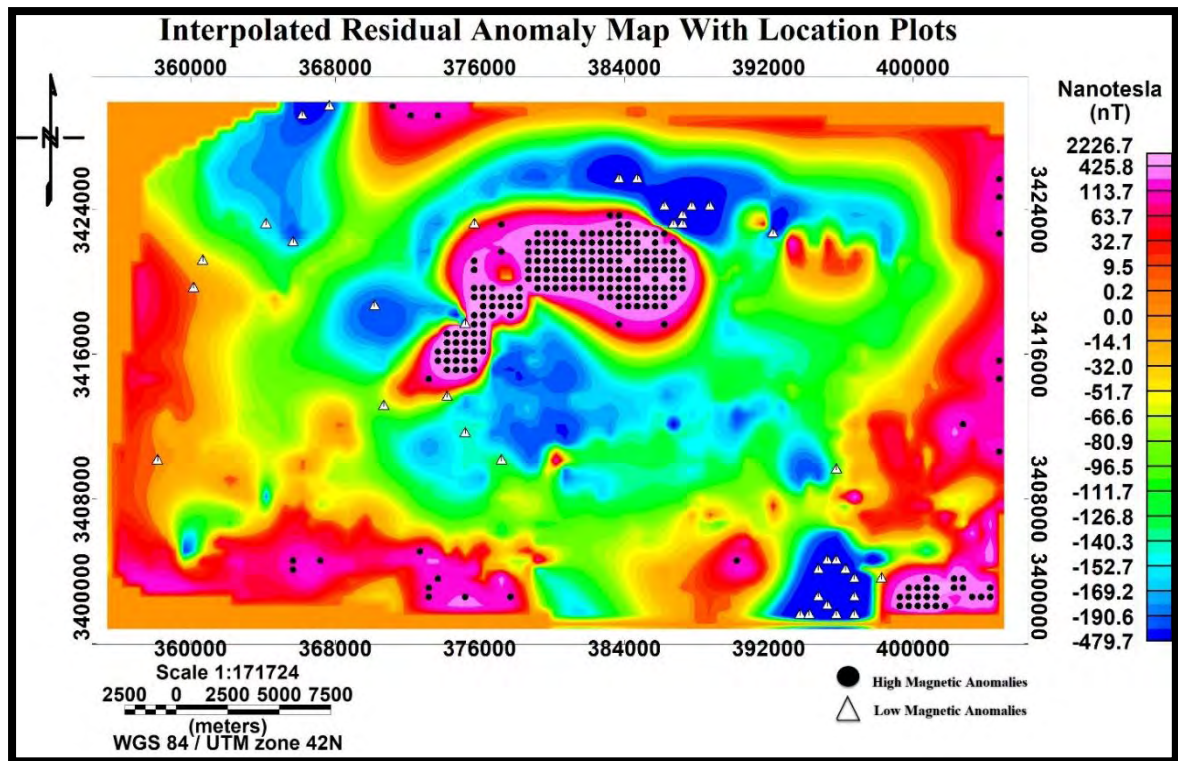 Interpolated Residual Anomaly Map With Location Plots
360000 368000 376000 384000 392000 400000
N
3424000
3416000
3408000
3400000
3424000
3416000
3408000
3400000
Nanotesla
(nT)
2226.7
425.8
113.7
63.7
32.7
9.5
0.2
0.0
-14.1
-32.0
-51.7
-66.6
-80.9
-96.5
-111.7
-126.8
-140.3
-152.7
-169.2
-190.6
-479.7
360000 368000 376000 384000 392000 400000
Scale 1:171724
2500 0 2500 5000 7500
(meters)
WGS 84 / UTM zone 42N
High Magnetic Anomalies
Low Magnetic Anomalies